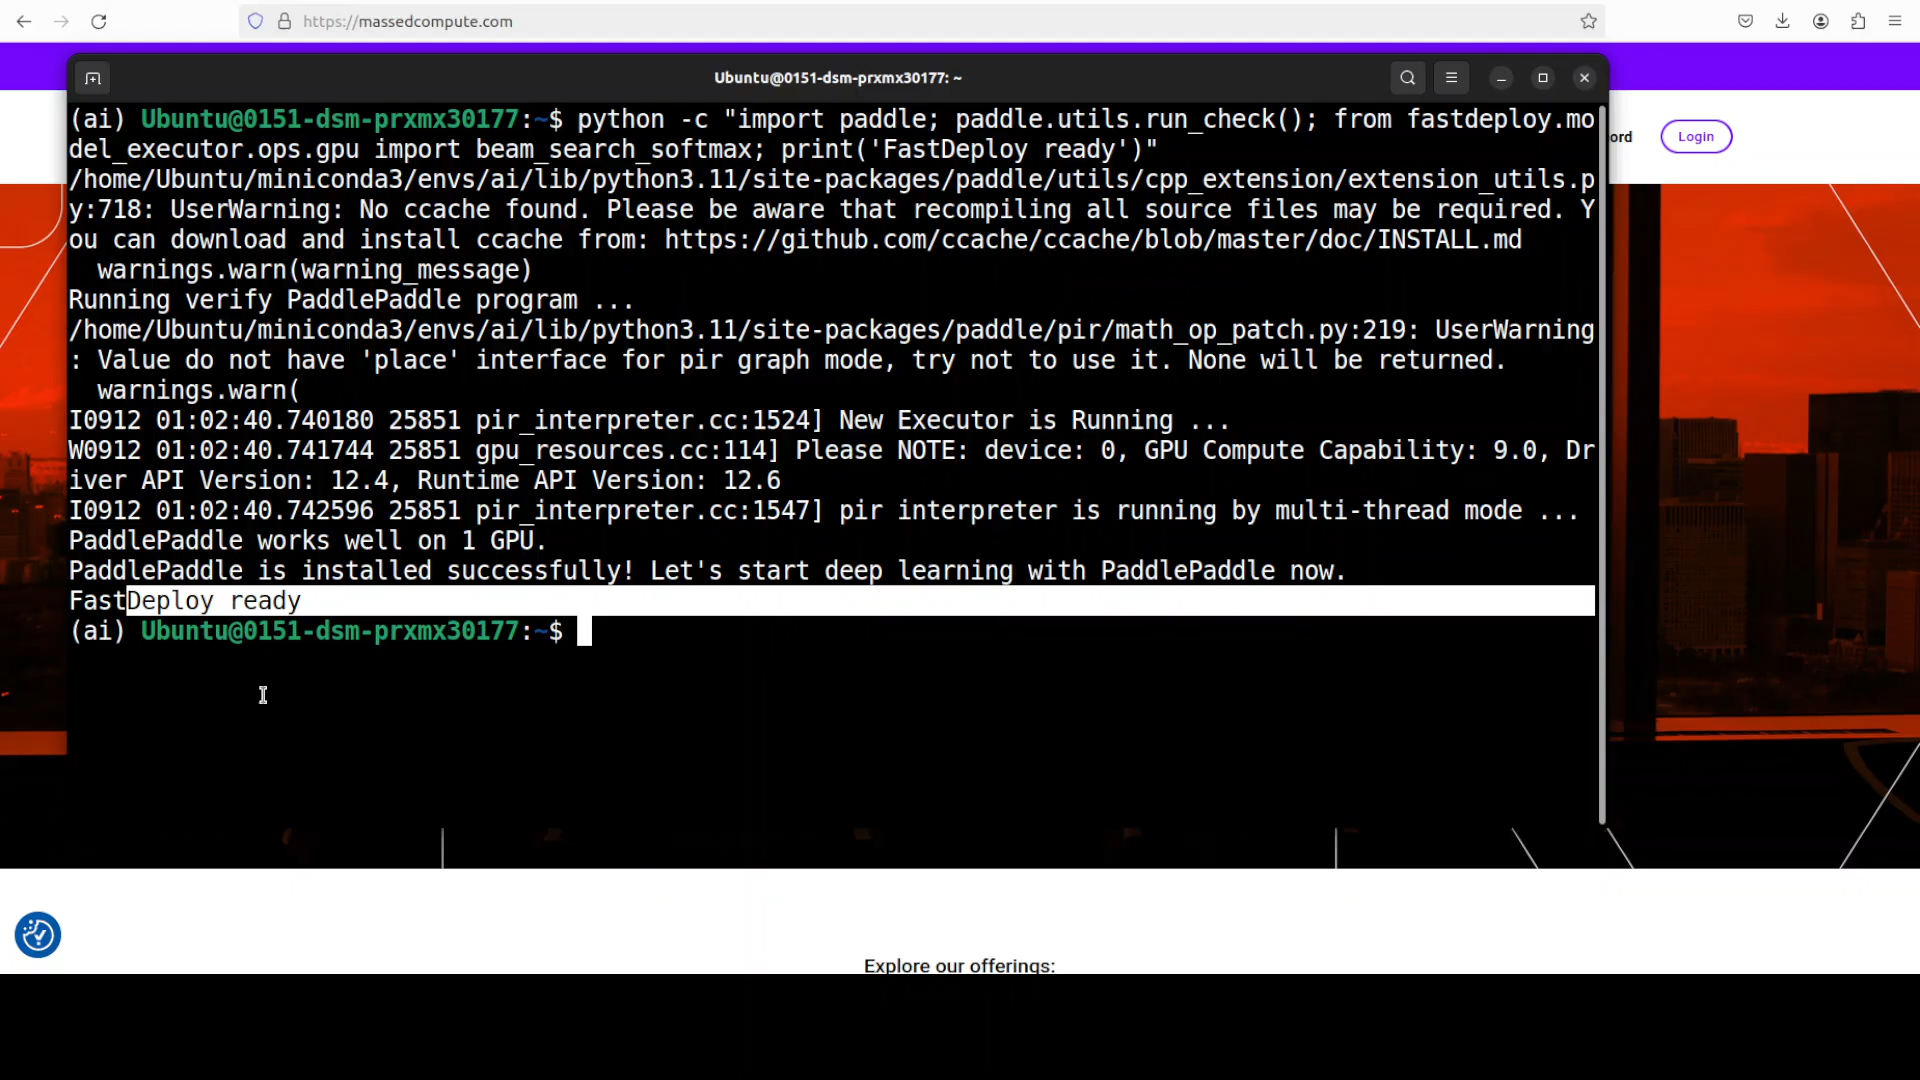 https://massedcompute.com
Ubuntu@0151-dsm-prxmx30177: ~
ord
Login
(ai) Ubuntu@0151-dsm-prxmx30177:~$ python -c "import paddle; paddle.utils.run_check(); from fastdeploy.mo
del_executor.ops.gpu import beam_search_softmax; print('FastDeploy ready')"
/home/Ubuntu/miniconda3/envs/ai/lib/python3.11/site-packages/paddle/utils/cpp_extension/extension_utils.p
y:718: UserWarning: No ccache found. Please be aware that recompiling all source files may be required. Y
ou can download and install ccache from: https://github.com/ccache/ccache/blob/master/doc/INSTALL.md
  warnings.warn(warning_message)
Running verify PaddlePaddle program ...
/home/Ubuntu/miniconda3/envs/ai/lib/python3.11/site-packages/paddle/pir/math_op_patch.py:219: UserWarning
: Value do not have 'place' interface for pir graph mode, try not to use it. None will be returned.
  warnings.warn(
I0912 01:02:40.740180 25851 pir_interpreter.cc:1524] New Executor is Running ...
W0912 01:02:40.741744 25851 gpu_resources.cc:114] Please NOTE: device: 0, GPU Compute Capability: 9.0, Dr
iver API Version: 12.4, Runtime API Version: 12.6
I0912 01:02:40.742596 25851 pir_interpreter.cc:1547] pir interpreter is running by multi-thread mode ...
PaddlePaddle works well on 1 GPU.
PaddlePaddle is installed successfully! Let's start deep learning with PaddlePaddle now.
FastDeploy ready
(ai) Ubuntu@0151-dsm-prxmx30177:~$
Explore our offerings: